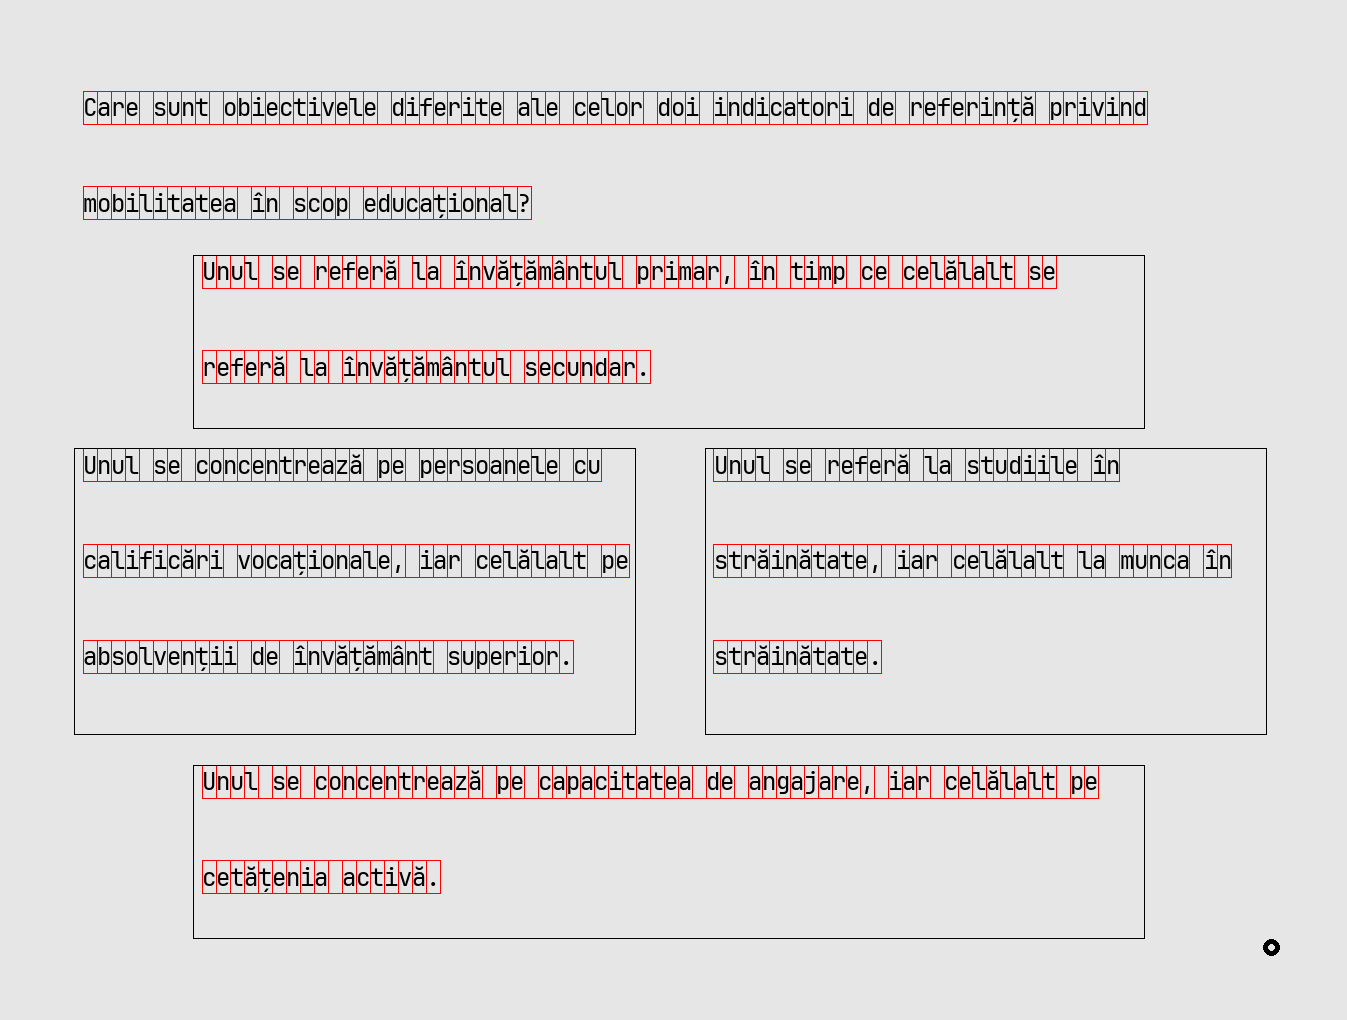 Care sunt obiectivele diferite ale celor doi indicatori de referință privind
mobilitatea în scop educațional?
Unul se referă la învățământul primar, în timp ce celălalt se
referă la învățământul secundar.
Unul se concentrează pe persoanele cu
calificări vocaționale, iar celălalt pe
absolvenții de învățământ superior.
Unul se referă la studiile în
străinătate, iar celălalt la munca în
străinătate.
Unul se concentrează pe capacitatea de angajare, iar celălalt pe
cetățenia activă.